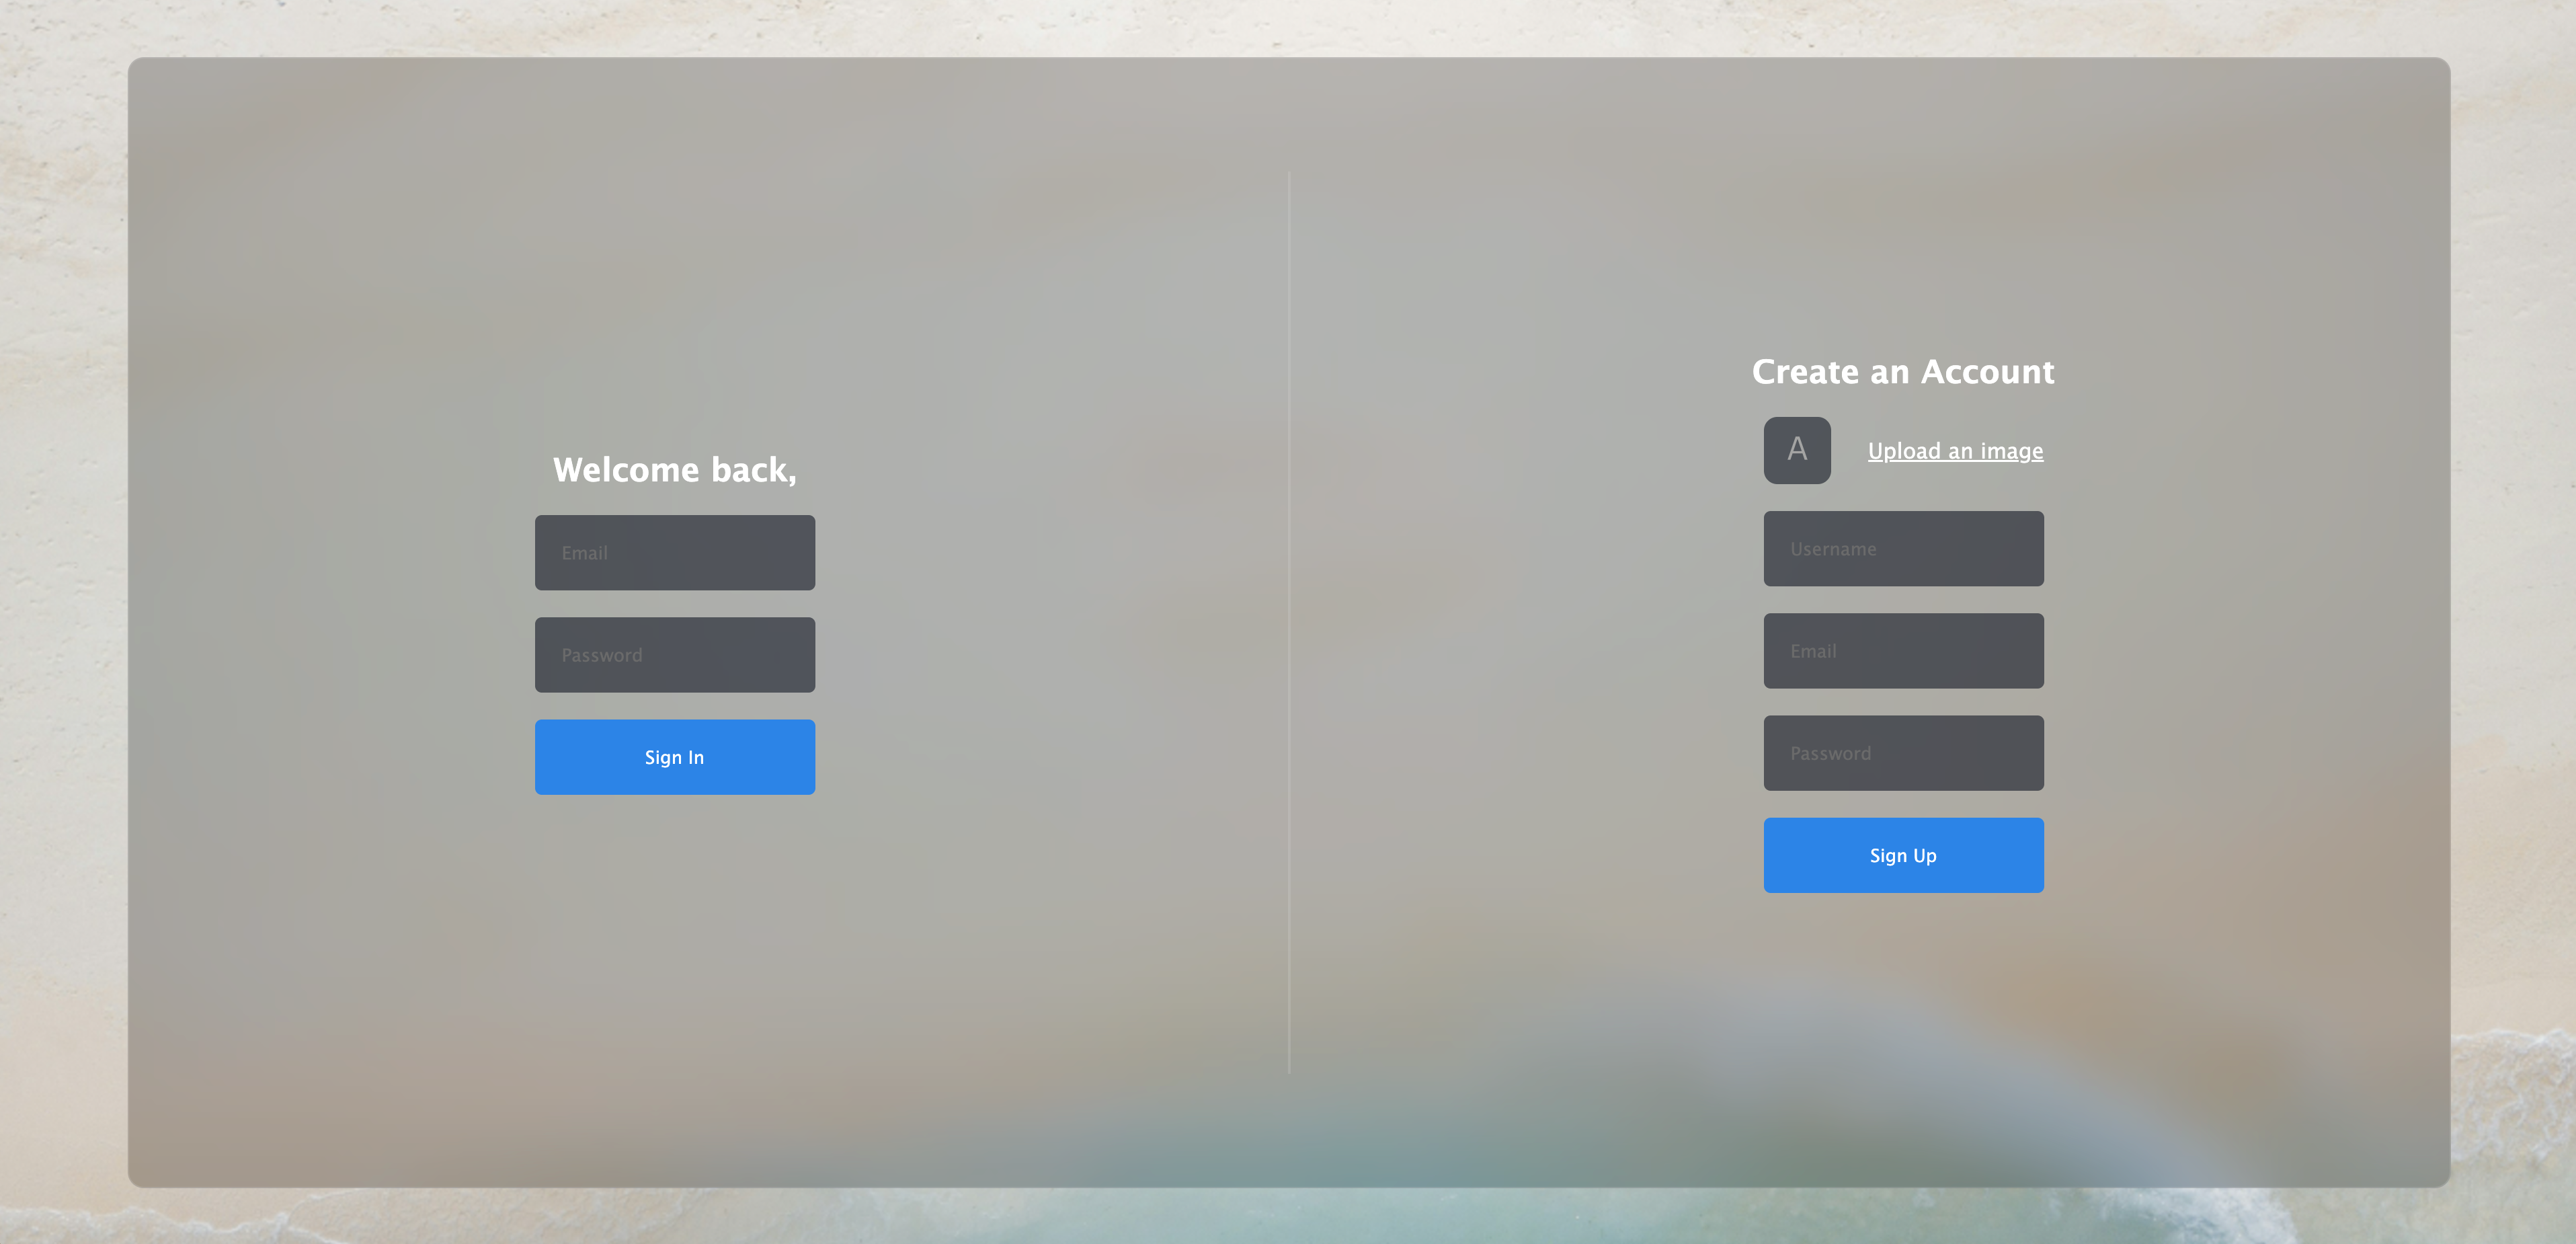 Welcome back,
Email
Password
Sign In
Create an Account
A
Upload an image
Username
Email
Password
Sign Up